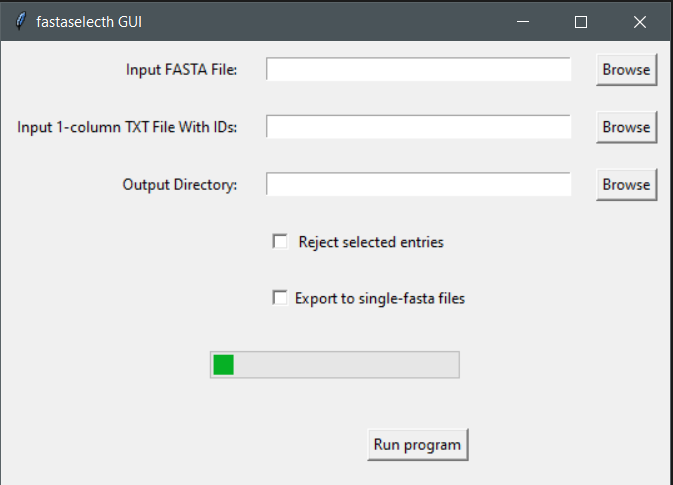 fastaselecth GUI
Input FASTA File: Browse
Input 1-column TXT File With IDs: Browse
Output Directory: Browse
Reject selected entries
Export to single-fasta files
Run program